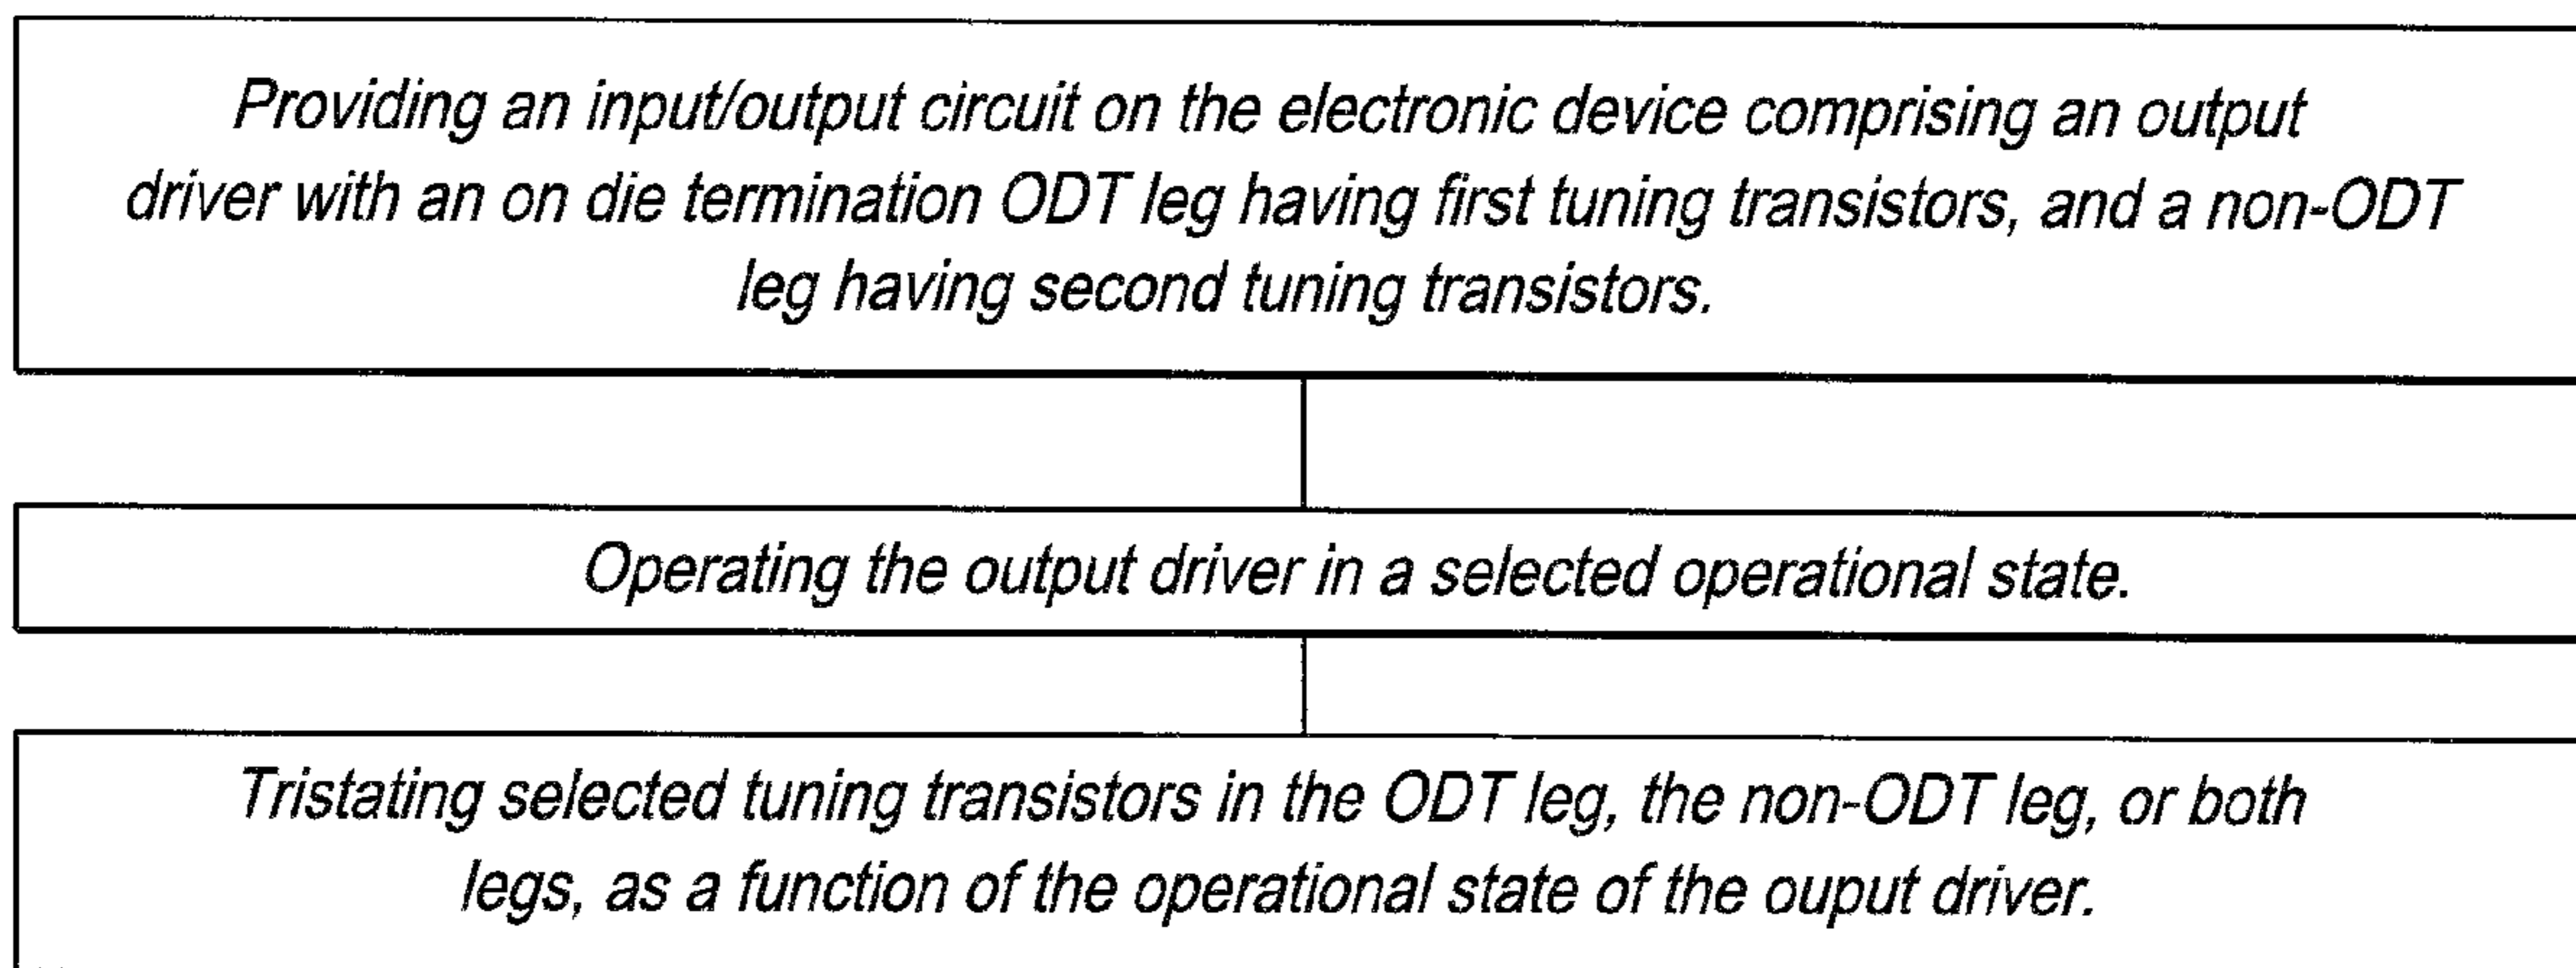 Providing an input/output circuit on the electronic device comprising an output
driver with an on die termination ODT leg having first tuning transistors, and a non-ODT
leg having second tuning transistors.
Operating the output driver in a selected operational state.
Tristating selected tuning transistors in the ODT leg, the non-ODT leg, or both
legs, as a function of the operational state of the ouput driver.